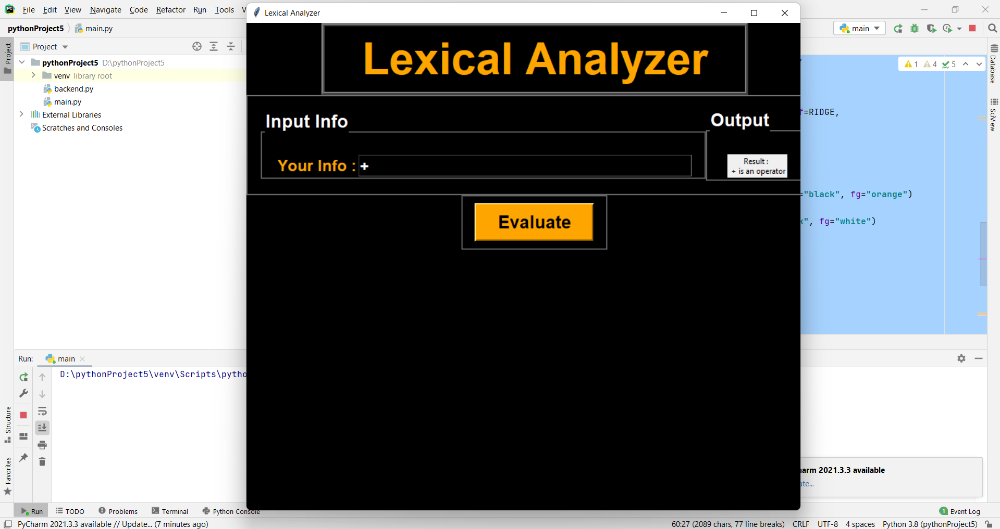 File Edit View Navigate Code Refactor Run Tools
Lexical Analyzer
pythonProject5 main.py
main
Project
Project
pythonProject5 D:\pythonProject5
venv library root
backend.py
main.py
External Libraries
Scratches and Consoles
Lexical Analyzer
Input Info
Your Info : +
Output
Result :
+ is an operator
Evaluate
1 4 5
=RIDGE,
="black", fg="orange")
", fg="white")
Database
SciView
Run: main
D:\pythonProject5\venv\Scripts\pytho
Structure
Favorites
arm 2021.3.3 available
ate...
Run TODO Problems Terminal Python Console
1 Event Log
PyCharm 2021.3.3 available // Update... (7 minutes ago)
60:27 (2089 chars, 77 line breaks) CRLF UTF-8 4 spaces Python 3.8 (pythonProject5)